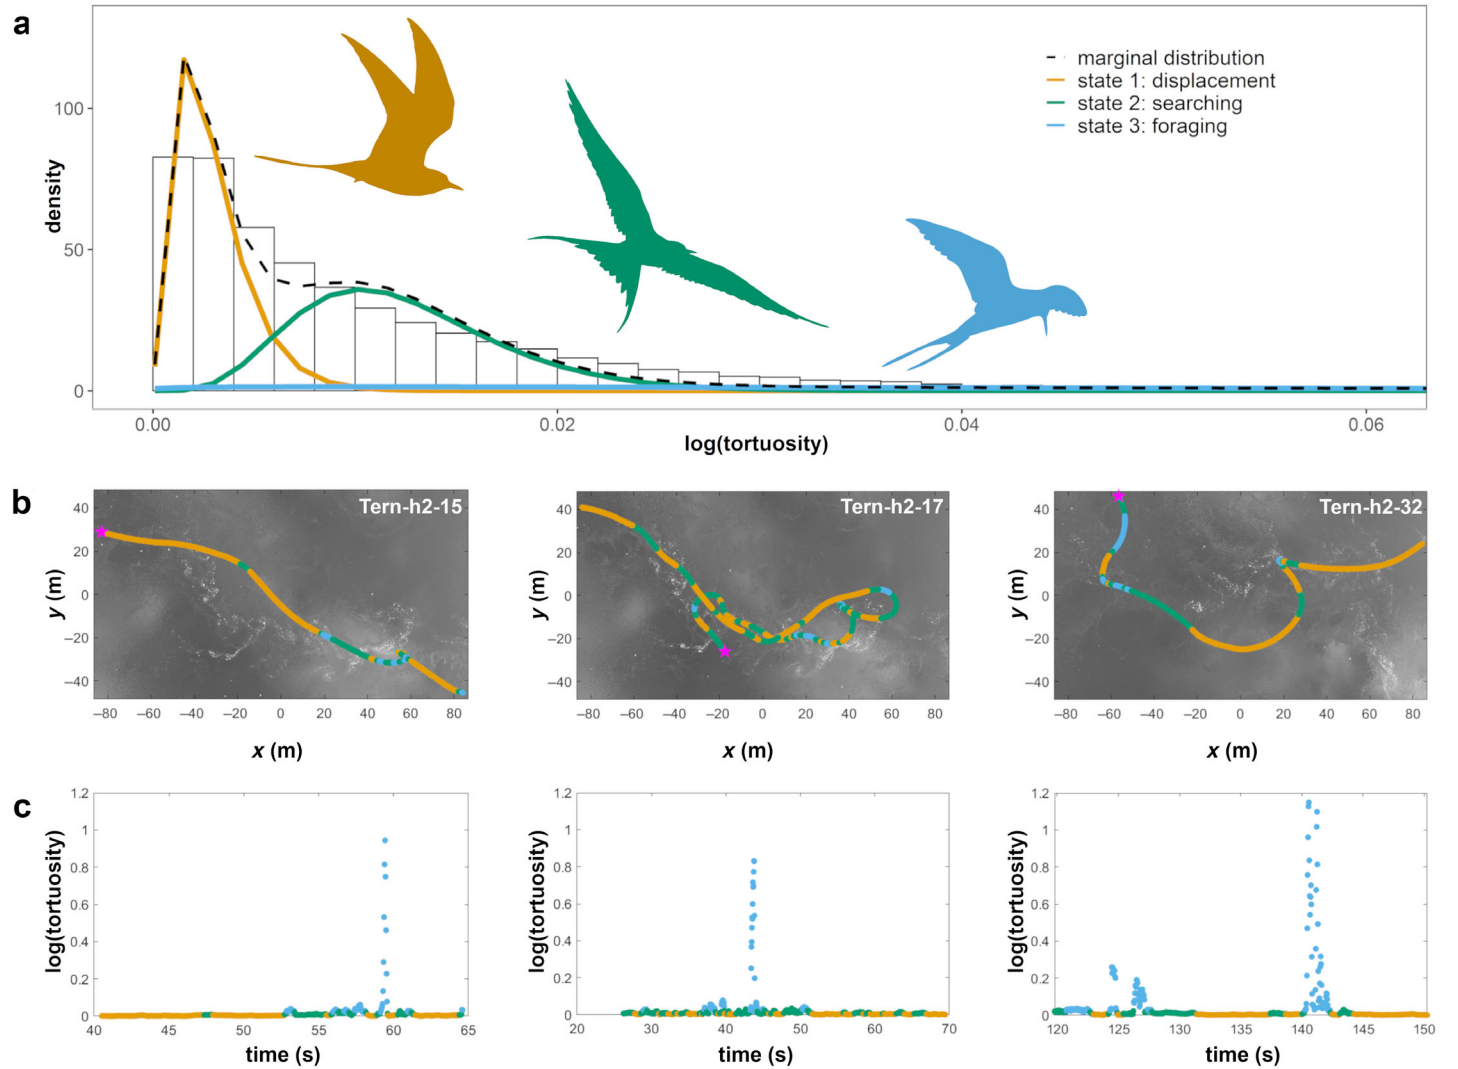 a
marginal distribution
state 1: displacement
state 2: searching
state 3: foraging
density
100
50
0
0.00 0.02 0.04 0.06
log(tortuosity)
b
Tern-h2-15
y (m)
40
20
0
–20
–40
–80 –60 –40 –20 0 20 40 60 80
x (m)
Tern-h2-17
y (m)
40
20
0
–20
–40
–80 –60 –40 –20 0 20 40 60 80
x (m)
Tern-h2-32
y (m)
40
20
0
–20
–40
–80 –60 –40 –20 0 20 40 60 80
x (m)
c
log(tortuosity)
1.2
1
0.8
0.6
0.4
0.2
0
40 45 50 55 60 65
time (s)
log(tortuosity)
1.2
1
0.8
0.6
0.4
0.2
0
20 30 40 50 60 70
time (s)
log(tortuosity)
1.2
1
0.8
0.6
0.4
0.2
0
120 125 130 135 140 145 150
time (s)